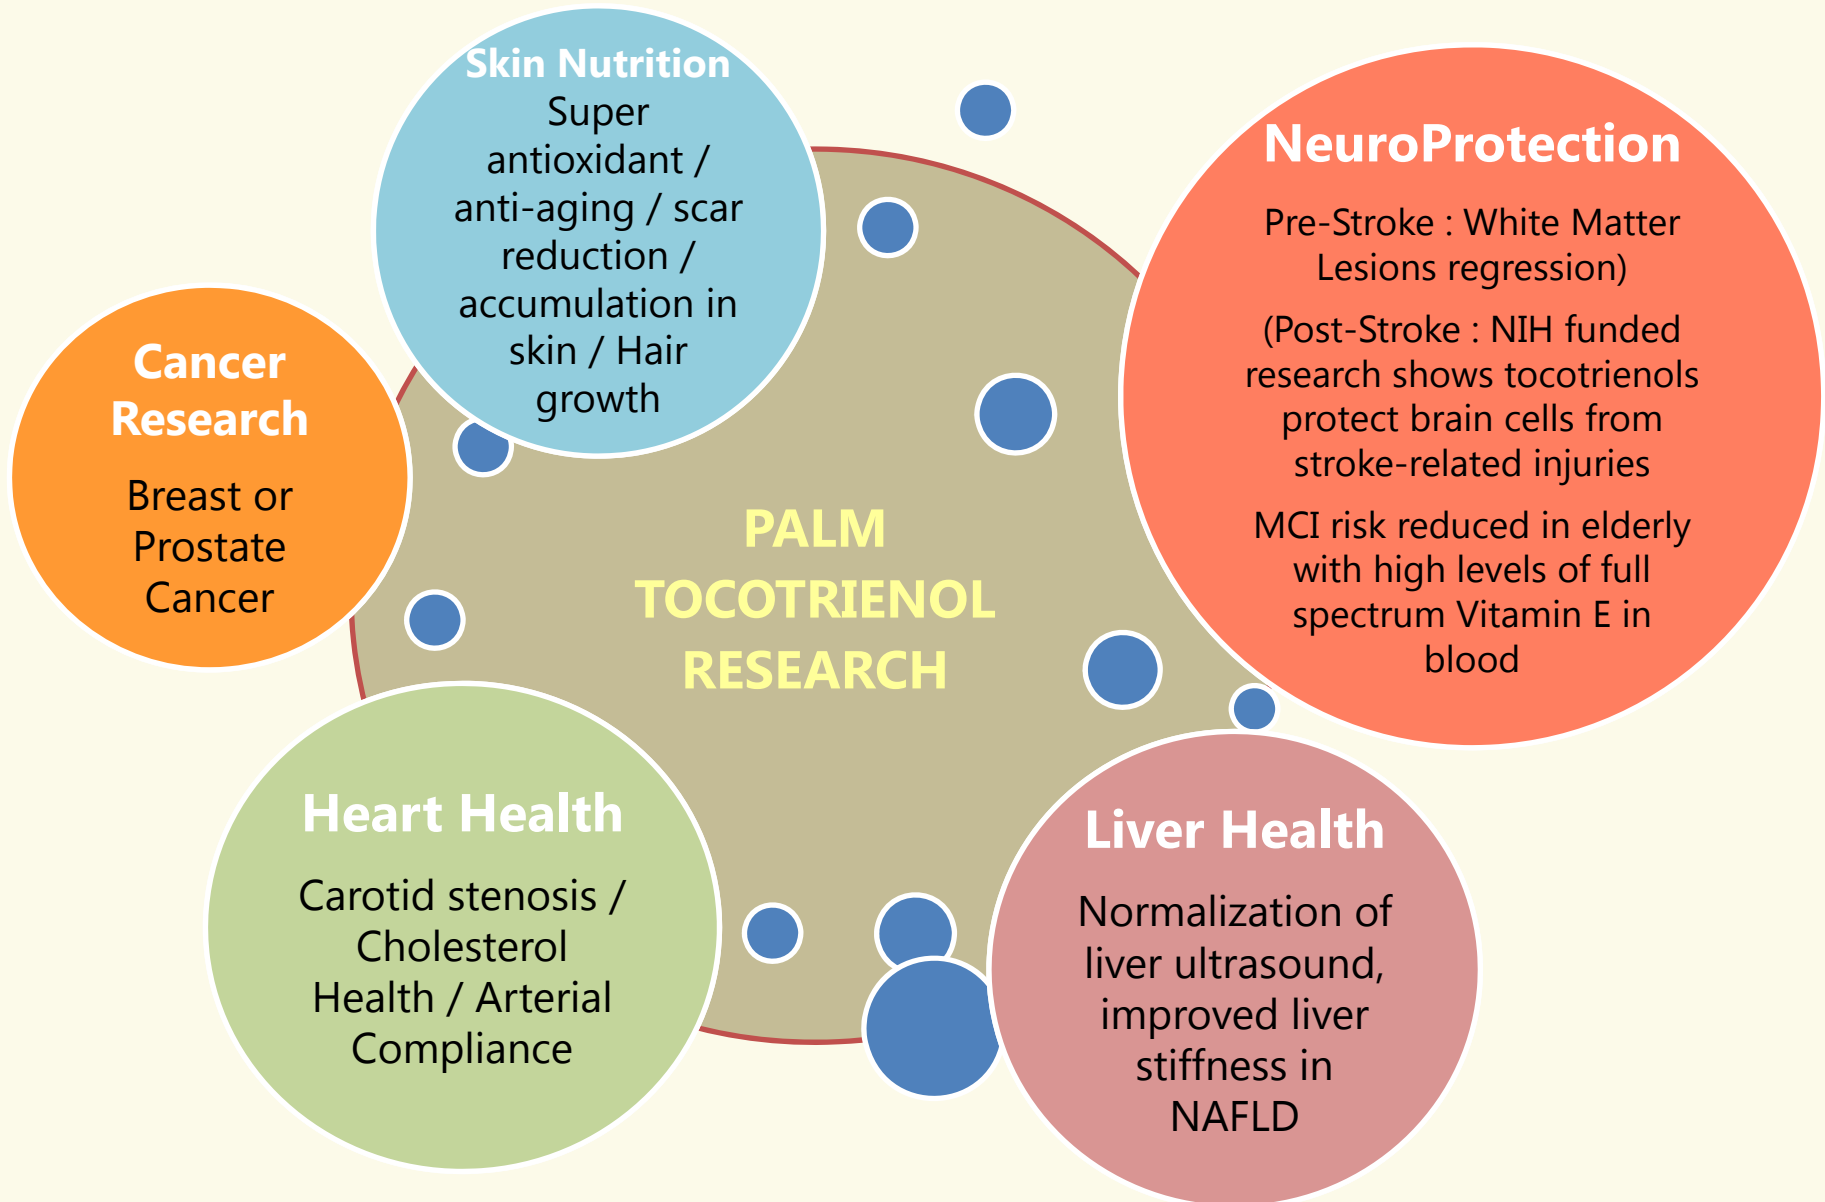 Skin Nutrition
Super
antioxidant /
anti-aging / scar
reduction /
accumulation in
skin / Hair
growth
NeuroProtection
Pre-Stroke : White Matter
Lesions regression)
(Post-Stroke : NIH funded
research shows tocotrienols
protect brain cells from
stroke-related injuries
MCI risk reduced in elderly
with high levels of full
spectrum Vitamin E in
blood
Cancer
Research
Breast or
Prostate
Cancer
PALM
TOCOTRIENOL
RESEARCH
Heart Health
Carotid stenosis /
Cholesterol
Health / Arterial
Compliance
Liver Health
Normalization of
liver ultrasound,
improved liver
stiffness in
NAFLD